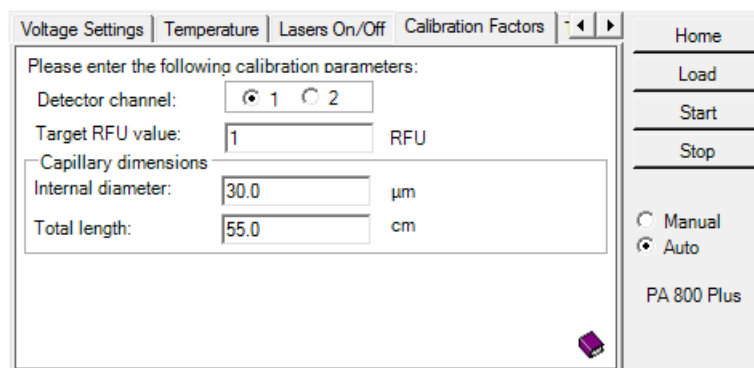 Voltage Settings Temperature Lasers On/Off Calibration Factors
Please enter the following calibration parameters:
Detector channel: 1 2
Target RFU value: 1 RFU
Capillary dimensions
Internal diameter: 30.0 µm
Total length: 55.0 cm
Home
Load
Start
Stop
Manual
Auto
PA 800 Plus